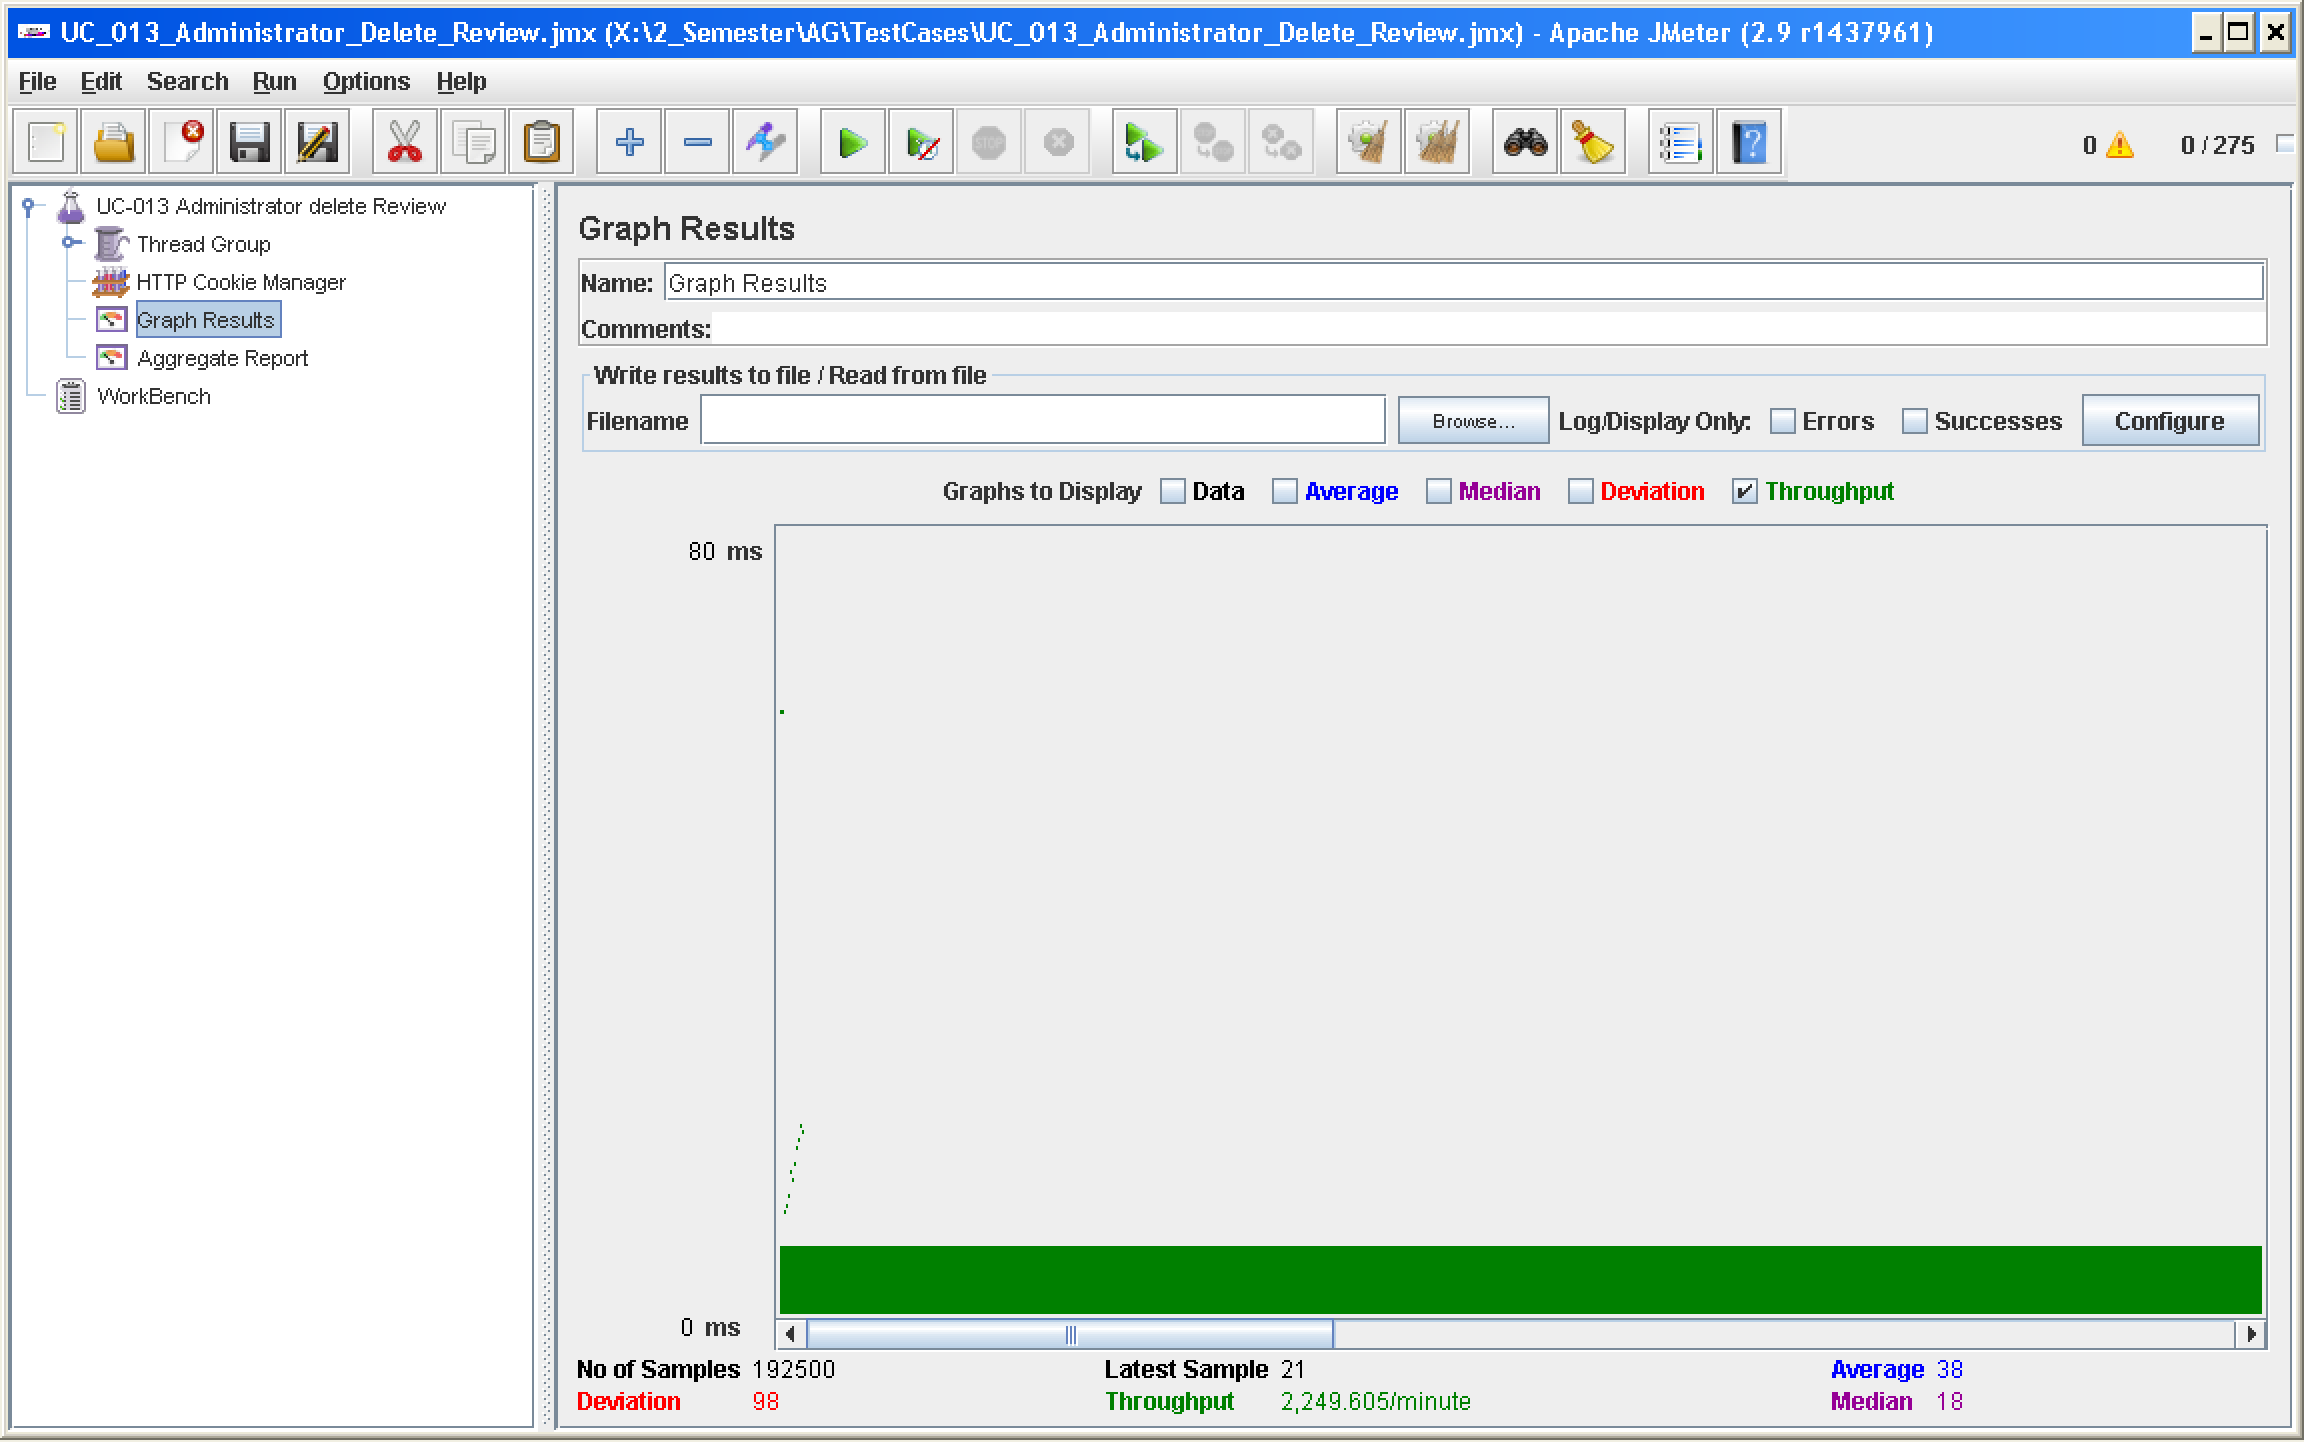 UC_013_Administrator_Delete_Review.jmx (X:\2_Semester\AG\TestCases\UC_013_Administrator_Delete_Review.jmx) - Apache JMeter (2.9 r1437961)
File Edit Search Run Options Help
STOP ? 0 0 / 275
UC-013 Administrator delete Review
Thread Group
HTTP Cookie Manager
Graph Results
Aggregate Report
WorkBench
Graph Results
Name: Graph Results
Comments:
Write results to file / Read from file
Filename Browse... Log/Display Only: Errors Successes Configure
Graphs to Display Data Average Median Deviation Throughput
80 ms
0 ms
No of Samples 192500 Latest Sample 21 Average 38
Deviation 98 Throughput 2,249.605/minute Median 18